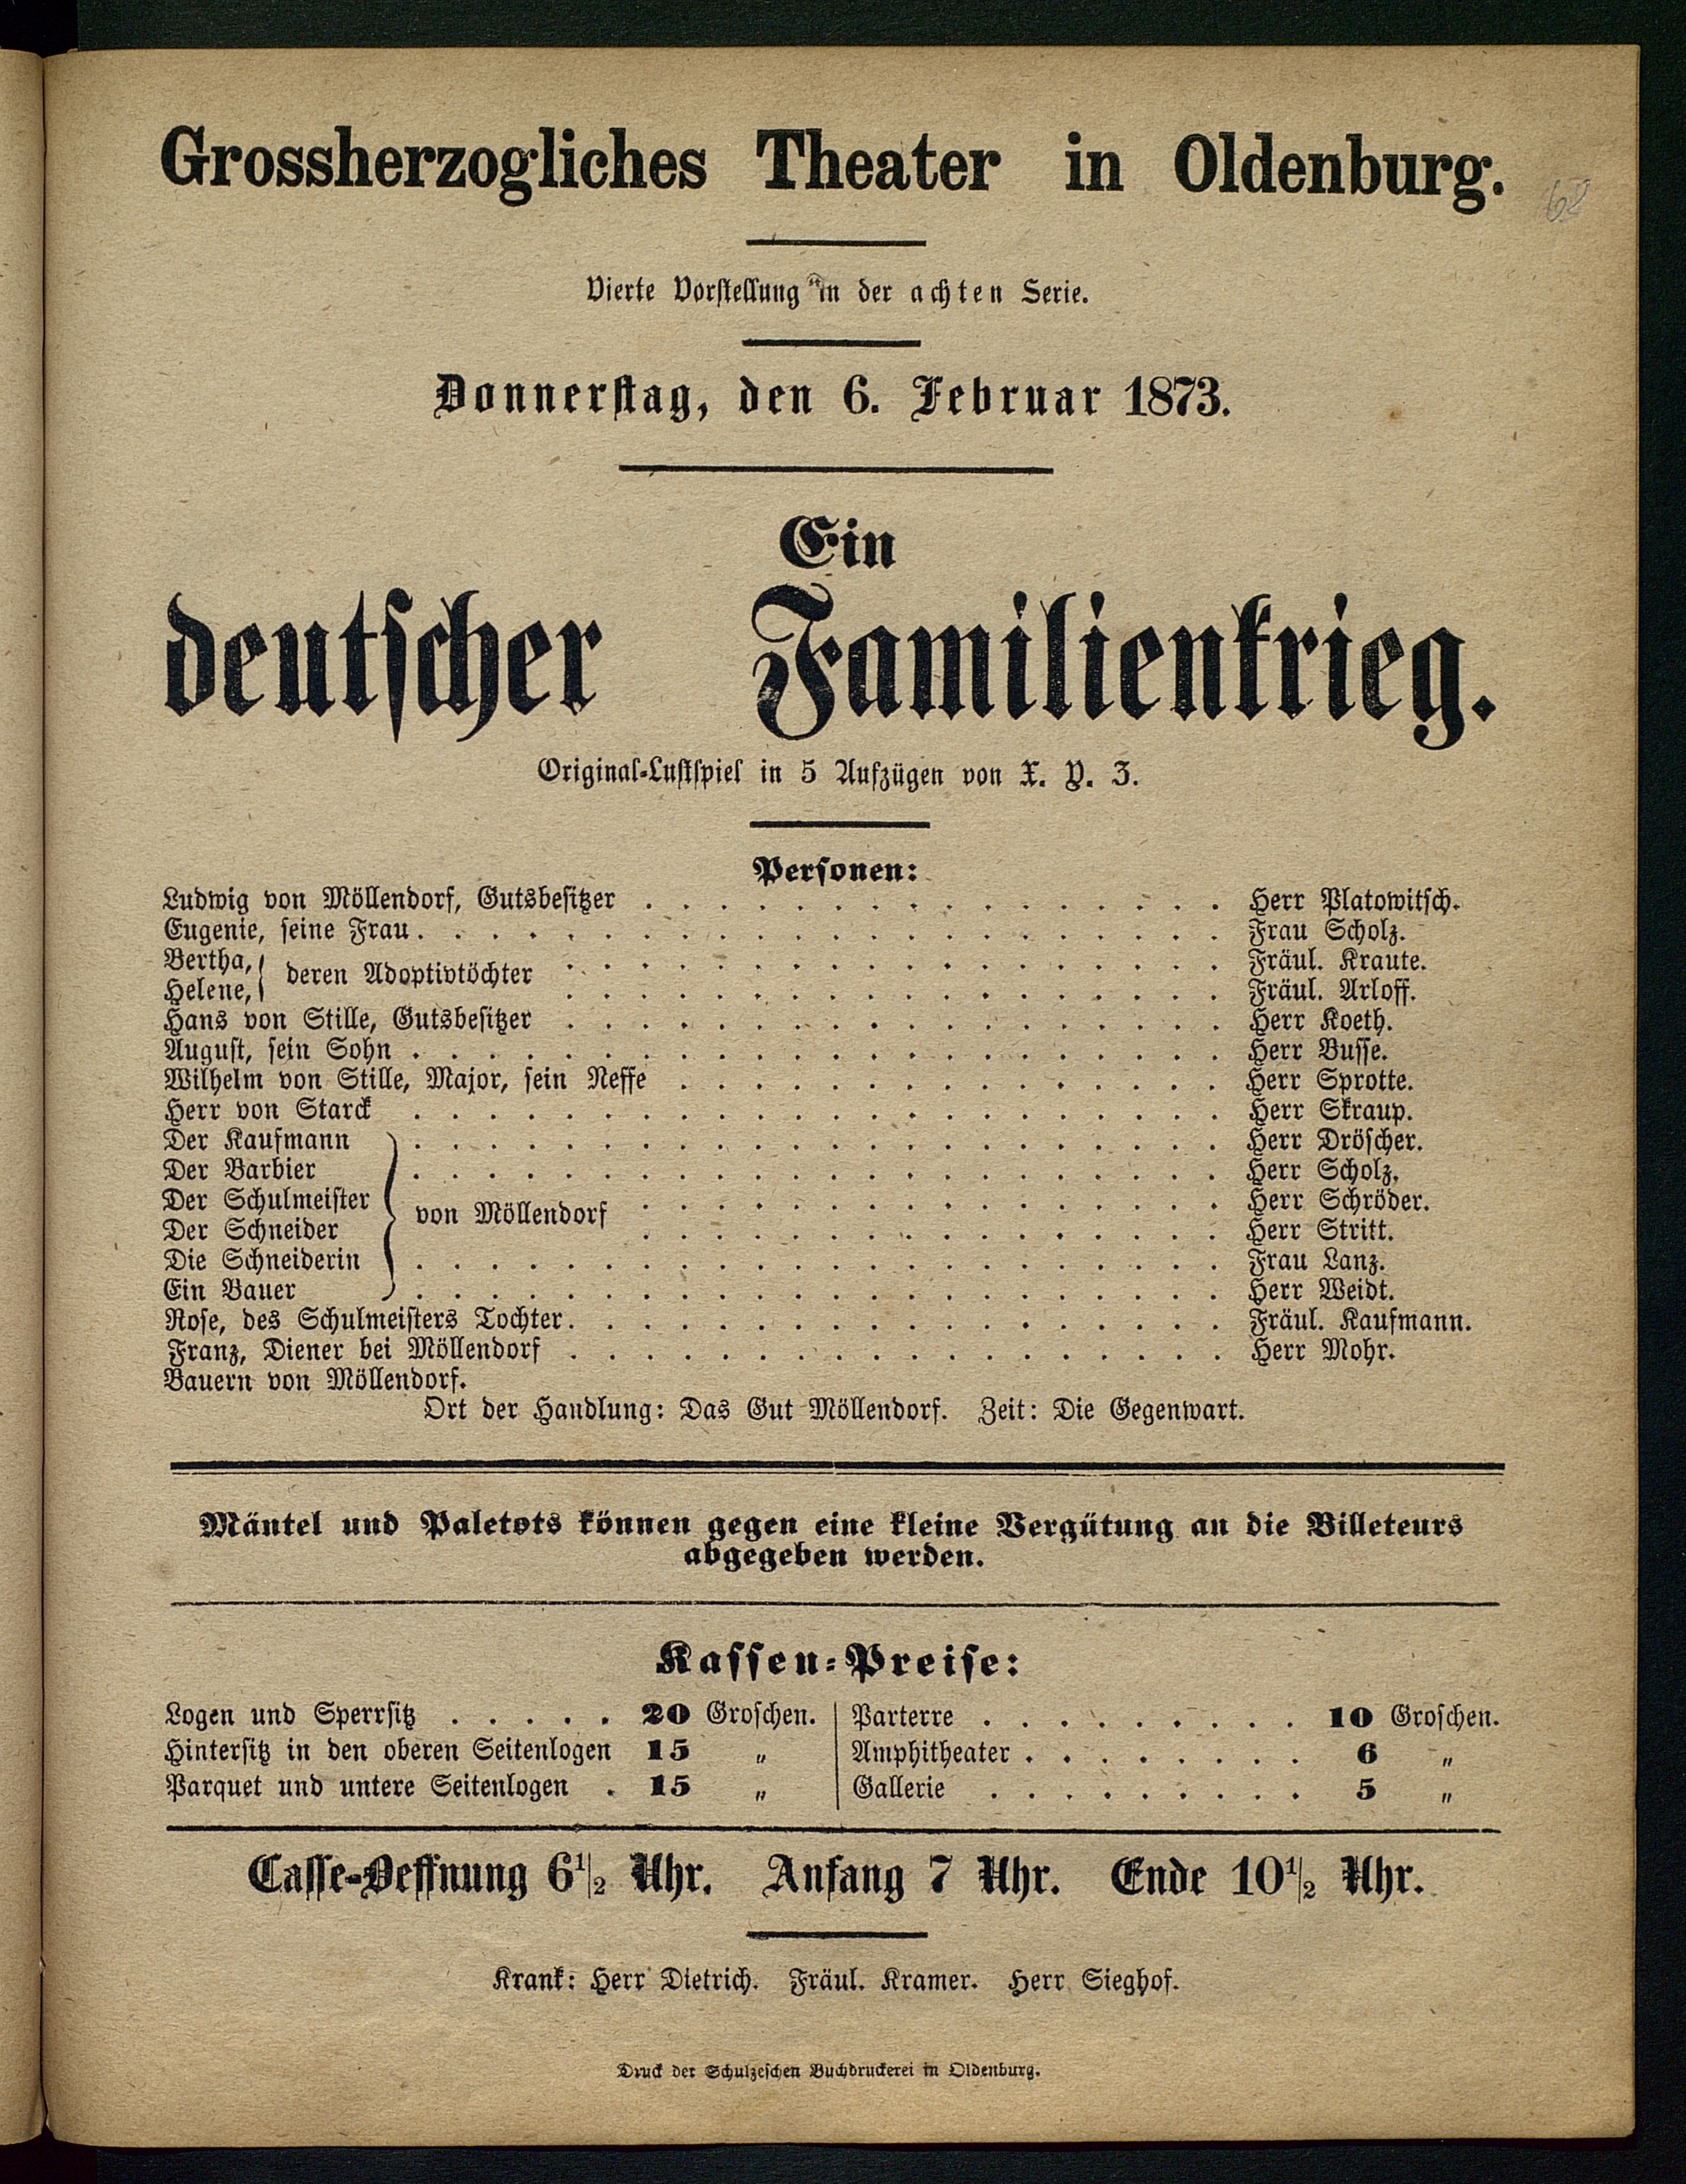 Grossherzogliches Theater in Oldenburg.
68
Vierte Vorstellung in der achten Serie.
Donnerstag, den 6. Februar 1873.
Ein
deutscher Familienkrieg.
Original-Lustspiel in 5 Aufzügen von X. Y. Z.
Personen:
Ludwig von Möllendorf, Gutsbesitzer . . . . . . . . . . . . . . . . Herr Platowitsch.
Eugenie, seine Frau. . . . . . . . . . . . . . . . . . . . . . Frau Scholz.
Bertha, } deren Adoptivtöchter . . . . . . . . . . . . . . . . . . Fräul. Kraute.
Helene, } . . . . . . . . . . . . . . . . . . Fräul. Arloff.
Hans von Stille, Gutsbesitzer . . . . . . . . . . . . . . . . . . Herr Koeth.
August, sein Sohn . . . . . . . . . . . . . . . . . . . . . . Herr Busse.
Wilhelm von Stille, Major, sein Neffe . . . . . . . . . . . . . . . Herr Sprotte.
Herr von Starck . . . . . . . . . . . . . . . . . . . . . . Herr Skraup.
Der Kaufmann . . . . . . . . . . . . . . . . . . . . . . Herr Dröscher.
Der Barbier . . . . . . . . . . . . . . . . . . . . . . Herr Scholz.
Der Schulmeister } von Möllendorf . . . . . . . . . . . . . . . . Herr Schröder.
Der Schneider . . . . . . . . . . . . . . . . Herr Stritt.
Die Schneiderin . . . . . . . . . . . . . . . . . . . . . . Frau Lanz.
Ein Bauer . . . . . . . . . . . . . . . . . . . . . . Herr Weidt.
Rose, des Schulmeisters Tochter. . . . . . . . . . . . . . . . . . Fräul. Kaufmann.
Franz, Diener bei Möllendorf . . . . . . . . . . . . . . . . . . Herr Mohr.
Bauern von Möllendorf.
Ort der Handlung: Das Gut Möllendorf. Zeit: Die Gegenwart.
Mäntel und Paletots können gegen eine kleine Vergütung an die Billeteurs
abgegeben werden.
Kassen-Preise:
Logen und Sperrsitz . . . . . 20 Groschen. | Parterre . . . . . . . . . 10 Groschen.
Hintersitz in den oberen Seitenlogen 15 " | Amphitheater . . . . . . . . 6 "
Parquet und untere Seitenlogen . 15 " | Gallerie . . . . . . . . . 5 "
Casse-Oeffnung 6½ Uhr. Anfang 7 Uhr. Ende 10½ Uhr.
Krank: Herr Dietrich. Fräul. Kramer. Herr Sieghof.
Druck der Schulzeschen Buchdruckerei in Oldenburg.